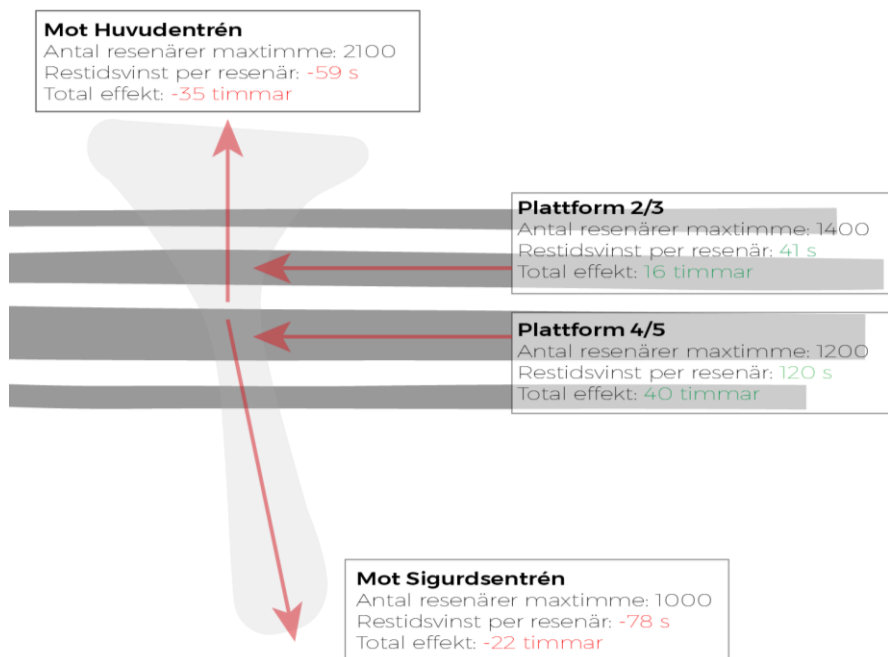 Mot Huvudentrén
Antal resenärer maxtimme: 2100
Restidsvinst per resenär: -59 s
Total effekt: -35 timmar
Plattform 2/3
Antal resenärer maxtimme: 1400
Restidsvinst per resenär: 41 s
Total effekt: 16 timmar
Plattform 4/5
Antal resenärer maxtimme: 1200
Restidsvinst per resenär: 120 s
Total effekt: 40 timmar
Mot Sigurdsentrén
Antal resenärer maxtimme: 1000
Restidsvinst per resenär: -78 s
Total effekt: -22 timmar